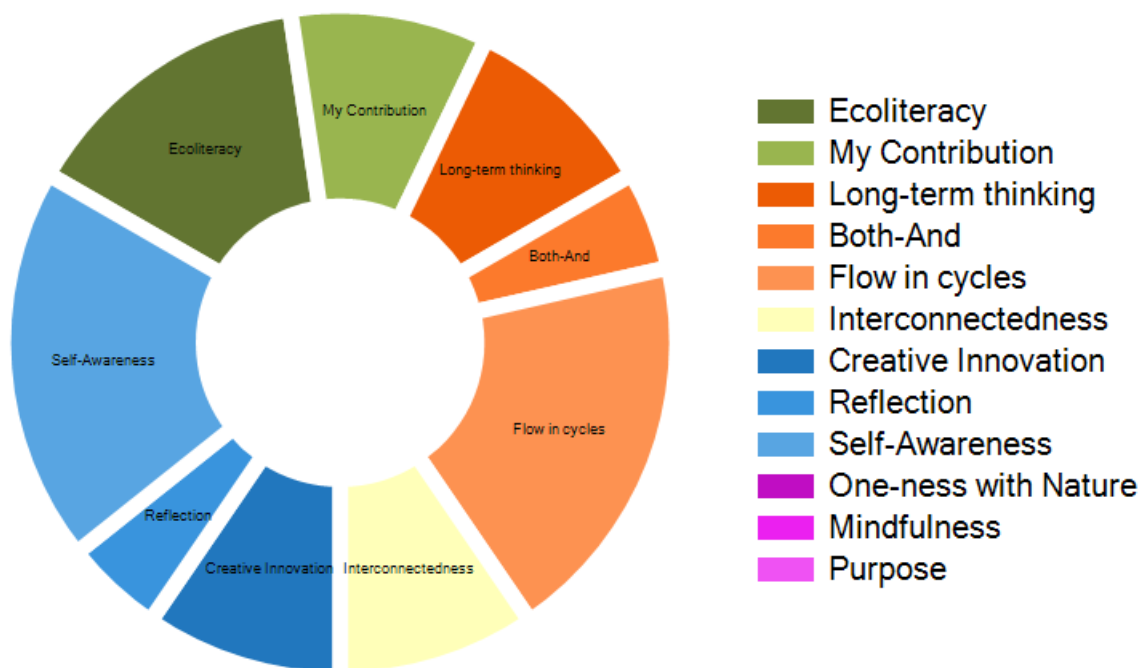 My Contribution
Ecoliteracy
Long-term thinking
Both-And
Self-Awareness
Flow in cycles
Reflection
Creative Innovation
Interconnectedness
Ecoliteracy
My Contribution
Long-term thinking
Both-And
Flow in cycles
Interconnectedness
Creative Innovation
Reflection
Self-Awareness
One-ness with Nature
Mindfulness
Purpose